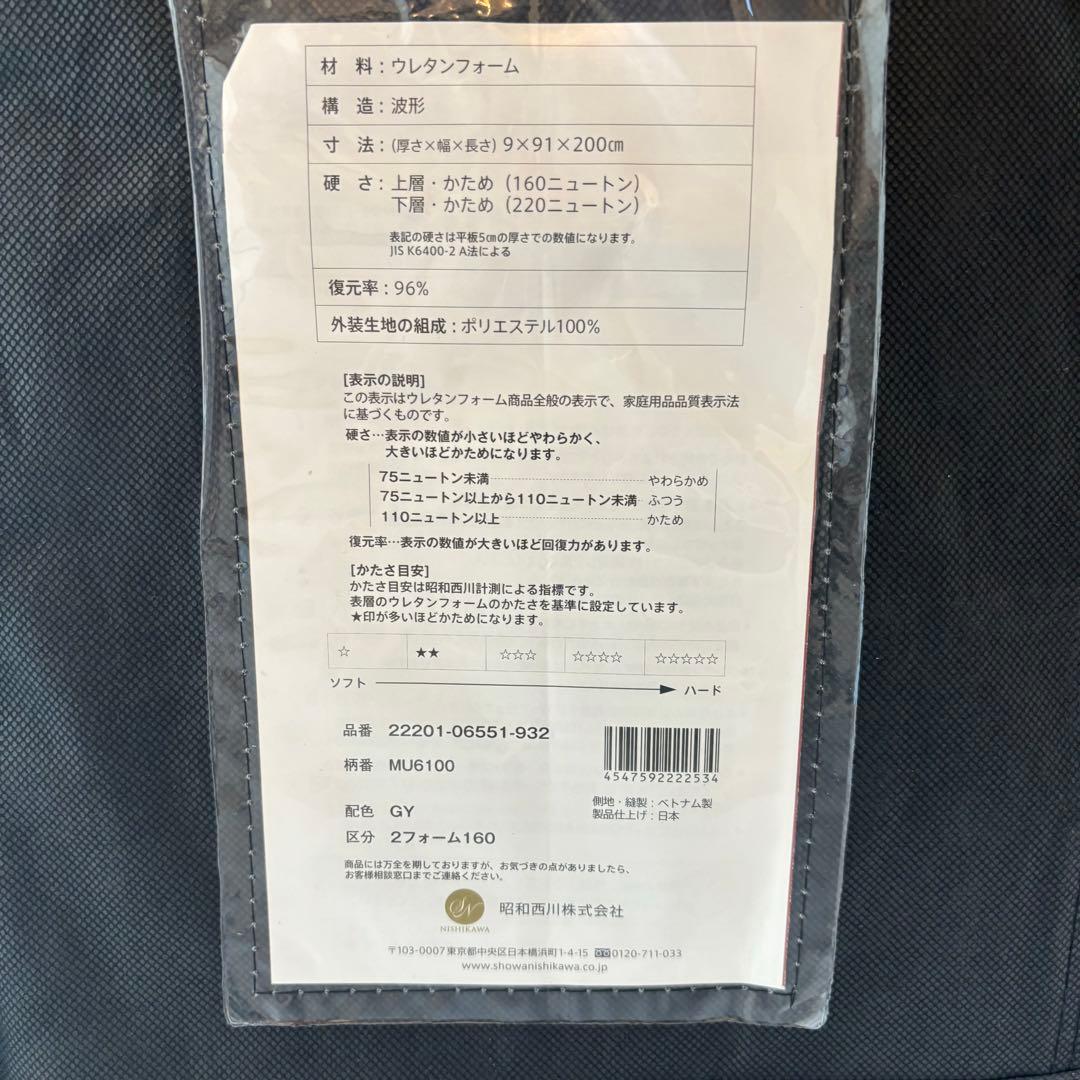 材 料：ウレタンフォーム
構 造：波形
寸 法：(厚さ×幅×長さ) 9×91×200㎝
硬 さ：上層・かため（160ニュートン）
下層・かため（220ニュートン）
表記の硬さは平板5㎝の厚さでの数値になります。
JIS K6400-2 A法による
復元率：96%
外装生地の組成：ポリエステル100%
[表示の説明]
この表示はウレタンフォーム商品全般の表示で、家庭用品品質表示法
に基づくものです。
硬さ…表示の数値が小さいほどやわらかく、
大きいほどかためになります。
75ニュートン未満 やわらかめ
75ニュートン以上から110ニュートン未満 ふつう
110ニュートン以上 かため
復元率…表示の数値が大きいほど回復力があります。
[かたさ目安]
かたさ目安は昭和西川計測による指標です。
表層のウレタンフォームのかたさを基準に設定しています。
★印が多いほどかためになります。
☆ ★★ ☆☆☆ ☆☆☆☆ ☆☆☆☆☆
ソフト ハード
品番 22201-06551-932
柄番 MU6100
4547592222534
配色 GY
側地・縫製：ベトナム製
製品仕上げ：日本
区分 2フォーム160
商品には万全を期しておりますが、お気づきの点がありましたら、
お客様相談窓口までご連絡ください。
SN
NISHIKAWA
昭和西川株式会社
〒103-0007 東京都中央区日本橋浜町1-4-15 0120-711-033
www.showanishikawa.co.jp